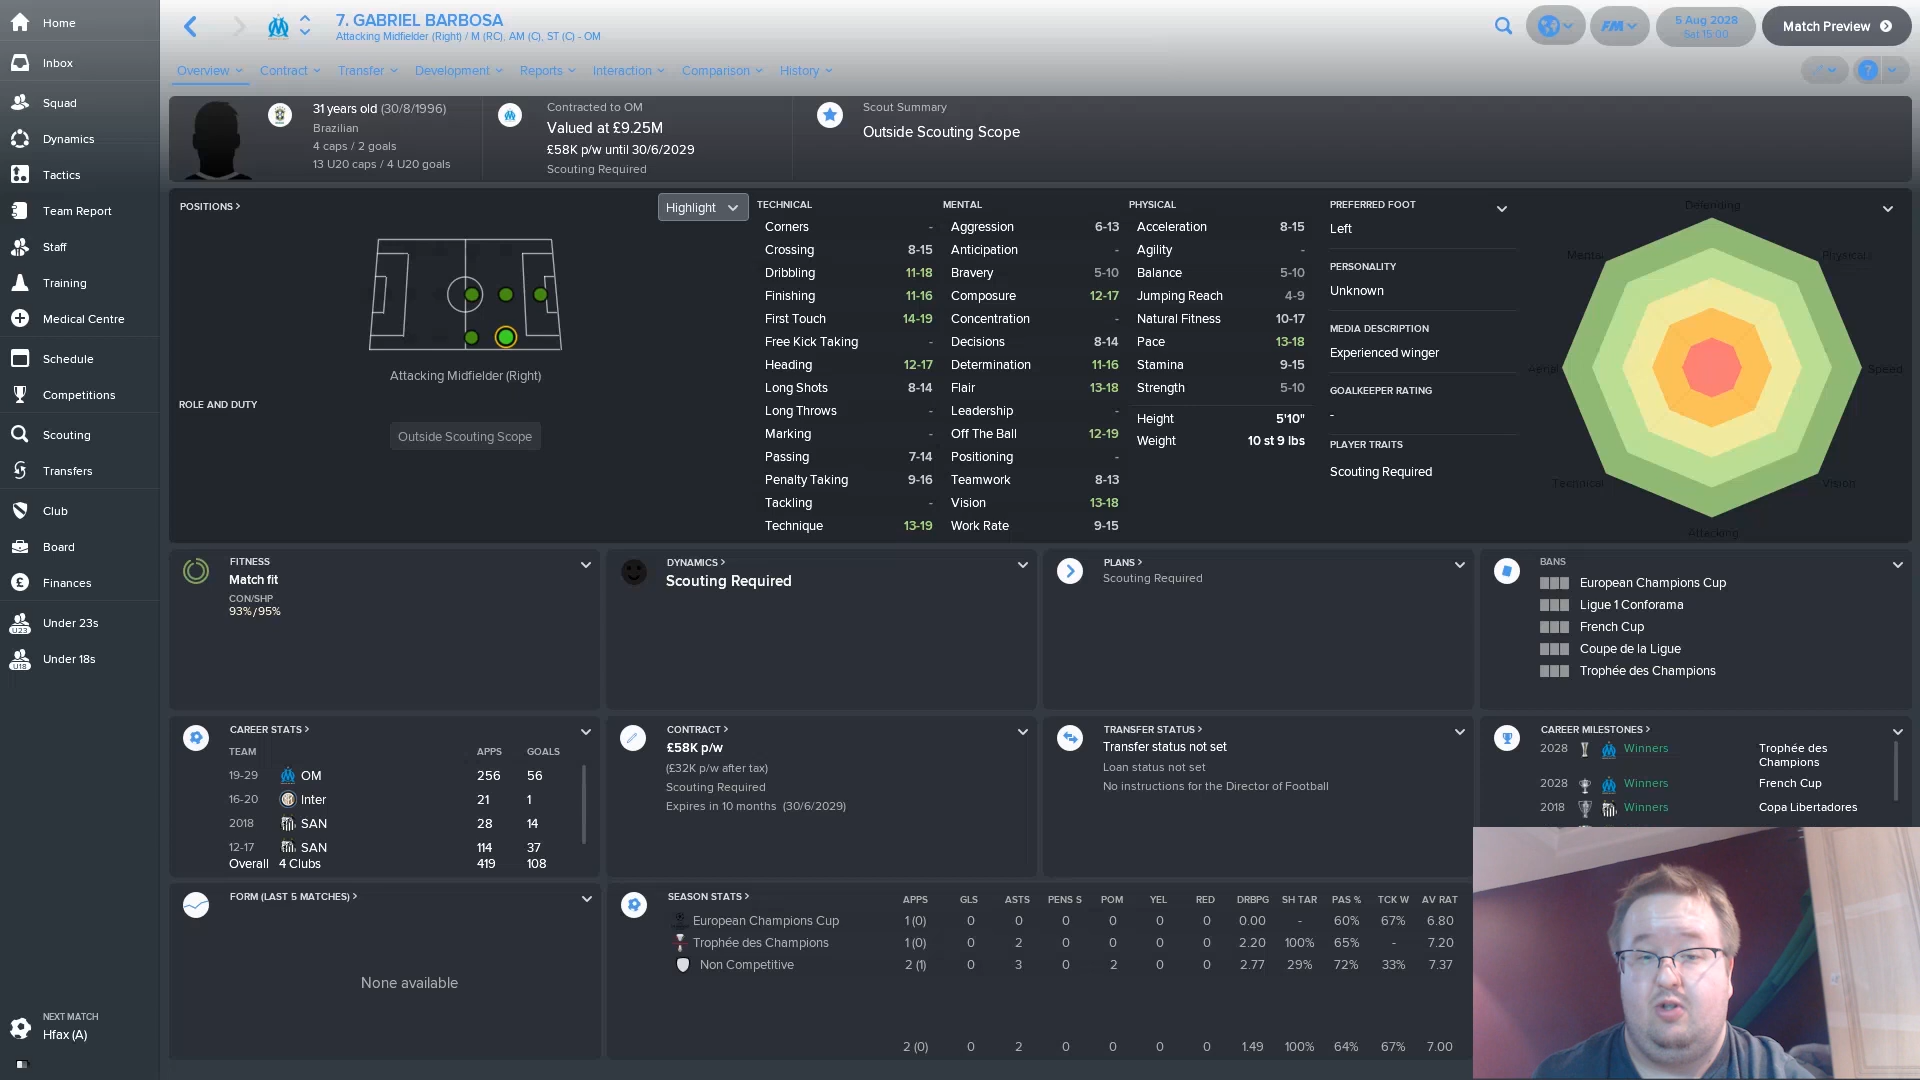 Home
Inbox
Squad
Dynamics
Tactics
Team Report
Staff
Training
Medical Centre
Schedule
Competitions
Scouting
Transfers
Club
Board
Finances
U23
Under 23s
U18
Under 18s
NEXT MATCH
Hfax (A)
7. GABRIEL BARBOSA
Attacking Midfielder (Right) / M (RC), AM (C), ST (C) - OM
FM
5 Aug 2028
Sat 15:00
Match Preview
Overview Contract Transfer Development Reports Interaction Comparison History
?
31 years old (30/8/1996)
Brazilian
4 caps / 2 goals
13 U20 caps / 4 U20 goals
Contracted to OM
Valued at £9.25M
£58K p/w until 30/6/2029
Scouting Required
Scout Summary
Outside Scouting Scope
POSITIONS >
Highlight
Attacking Midfielder (Right)
ROLE AND DUTY
Outside Scouting Scope
TECHNICAL
Corners -
Crossing 8-15
Dribbling 11-18
Finishing 11-16
First Touch 14-19
Free Kick Taking -
Heading 12-17
Long Shots 8-14
Long Throws -
Marking -
Passing 7-14
Penalty Taking 9-16
Tackling -
Technique 13-19
MENTAL
Aggression 6-13
Anticipation -
Bravery 5-10
Composure 12-17
Concentration -
Decisions 8-14
Determination 11-16
Flair 13-18
Leadership -
Off The Ball 12-19
Positioning -
Teamwork 8-13
Vision 13-18
Work Rate 9-15
PHYSICAL
Acceleration 8-15
Agility -
Balance 5-10
Jumping Reach 4-9
Natural Fitness 10-17
Pace 13-18
Stamina 9-15
Strength 5-10
Height 5'10"
Weight 10 st 9 lbs
PREFERRED FOOT
Left
PERSONALITY
Unknown
MEDIA DESCRIPTION
Experienced winger
GOALKEEPER RATING
-
PLAYER TRAITS
Scouting Required
Defending
Mental
Physical
Aerial
Speed
Technical
Vision
Attacking
FITNESS
Match fit
CON/SHP
93%/95%
DYNAMICS >
Scouting Required
PLANS >
Scouting Required
BANS
European Champions Cup
Ligue 1 Conforama
French Cup
Coupe de la Ligue
Trophée des Champions
CAREER STATS >
TEAM APPS GOALS
19-29 OM 256 56
16-20 Inter 21 1
2018 SAN 28 14
12-17 SAN 114 37
Overall 4 Clubs 419 108
CONTRACT >
£58K p/w
(£32K p/w after tax)
Scouting Required
Expires in 10 months (30/6/2029)
TRANSFER STATUS >
Transfer status not set
Loan status not set
No instructions for the Director of Football
CAREER MILESTONES >
2028 Winners Trophée des
Champions
2028 Winners French Cup
2018 Winners Copa Libertadores
FORM (LAST 5 MATCHES) >
None available
SEASON STATS > APPS GLS ASTS PENS S POM YEL RED DRBPG SH TAR PAS % TCK W AV RAT
European Champions Cup 1 (0) 0 0 0 0 0 0 0.00 - 60% 67% 6.80
Trophée des Champions 1 (0) 0 2 0 0 0 0 2.20 100% 65% - 7.20
Non Competitive 2 (1) 0 3 0 2 0 0 2.77 29% 72% 33% 7.37
2 (0) 0 2 0 0 0 0 1.49 100% 64% 67% 7.00